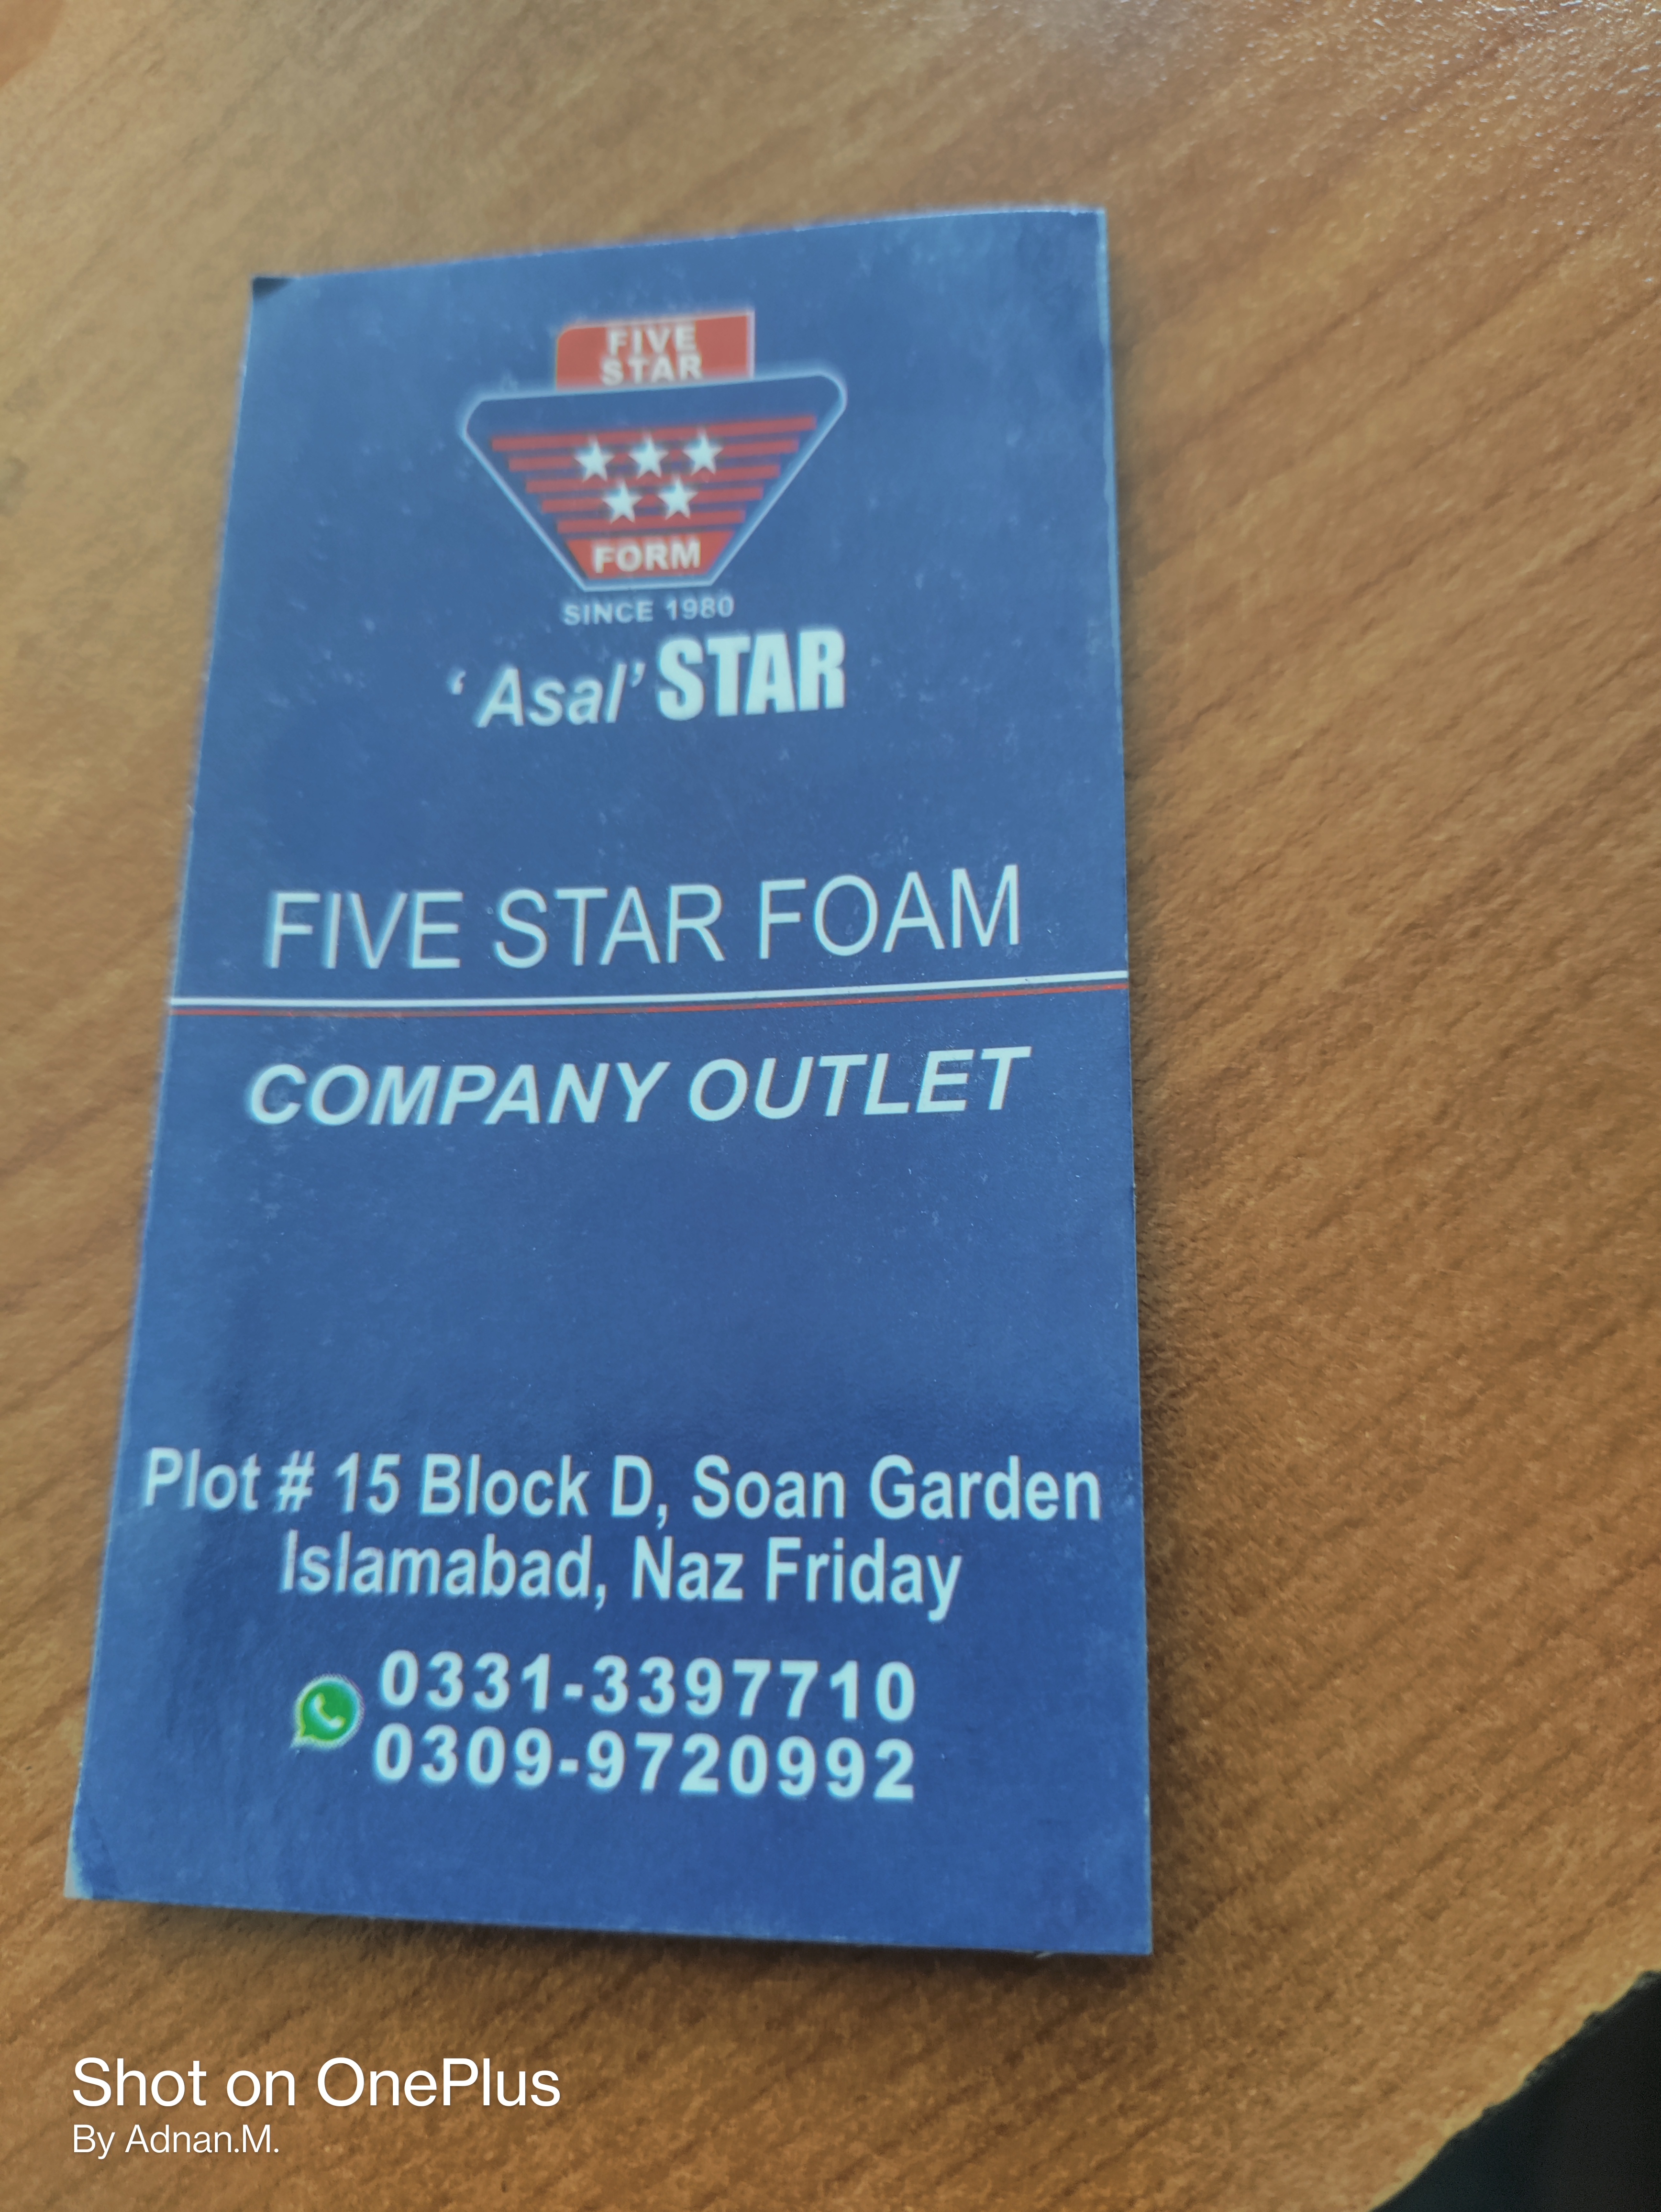 FIVE
STAR
FORM
SINCE 1980
‘Asal’ STAR
FIVE STAR FOAM
COMPANY OUTLET
Plot # 15 Block D, Soan Garden
Islamabad, Naz Friday
0331-3397710
0309-9720992
Shot on OnePlus
By Adnan.M.